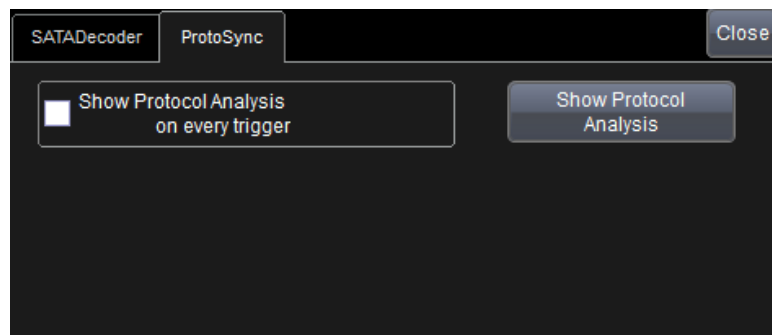 SATADecoder
ProtoSync
Close
Show Protocol Analysis
on every trigger
Show Protocol
Analysis